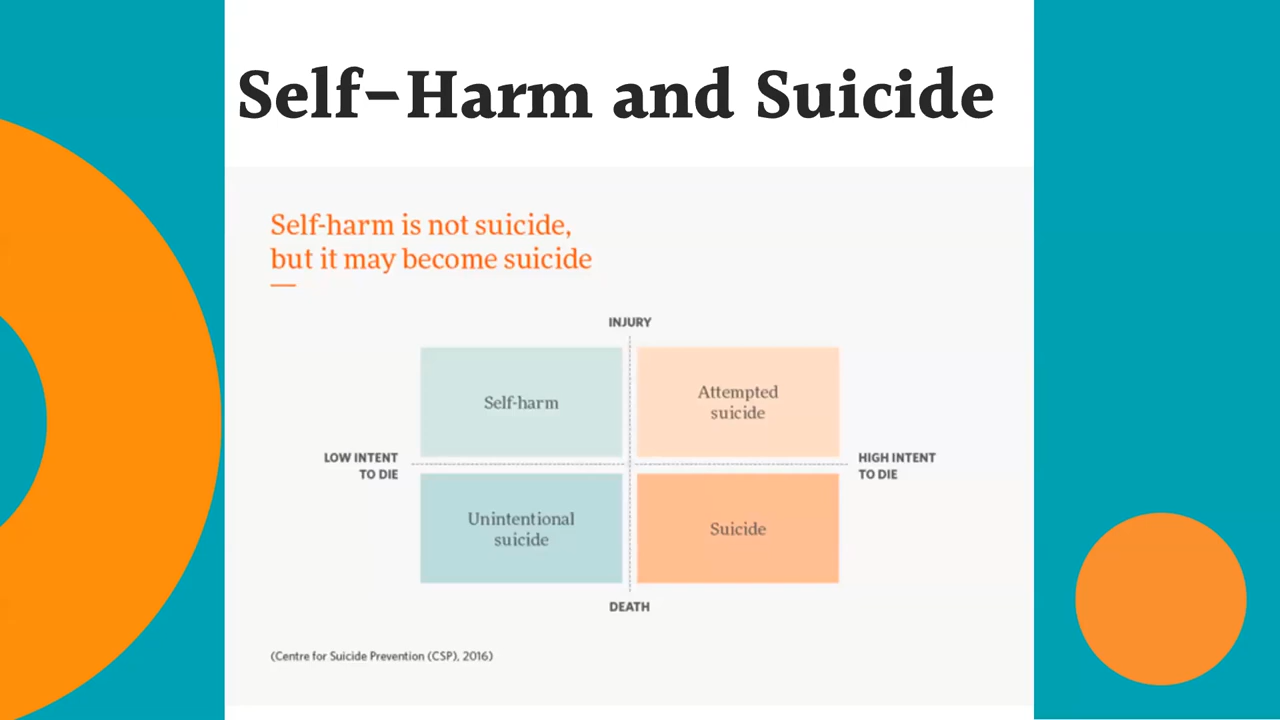 Self-Harm and Suicide
Self-harm is not suicide,
but it may become suicide
INJURY
Self-harm
Attempted
suicide
LOW INTENT
TO DIE
HIGH INTENT
TO DIE
Unintentional
suicide
Suicide
DEATH
(Centre for Suicide Prevention (CSP), 2016)